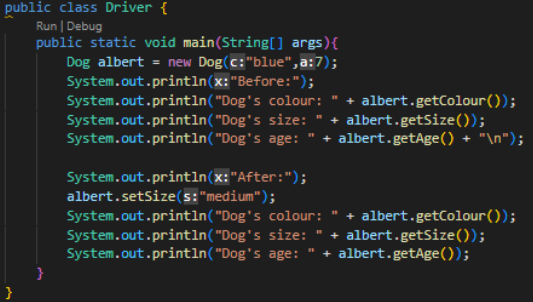 public class Driver {
Run | Debug
public static void main(String[] args){
Dog albert = new Dog(c:"blue",a:7);
System.out.println(x:"Before:");
System.out.println("Dog's colour: " + albert.getColour());
System.out.println("Dog's size: " + albert.getSize());
System.out.println("Dog's age: " + albert.getAge() + "\n");
System.out.println(x:"After:");
albert.setSize(s:"medium");
System.out.println("Dog's colour: " + albert.getColour());
System.out.println("Dog's size: " + albert.getSize());
System.out.println("Dog's age: " + albert.getAge());
}
}